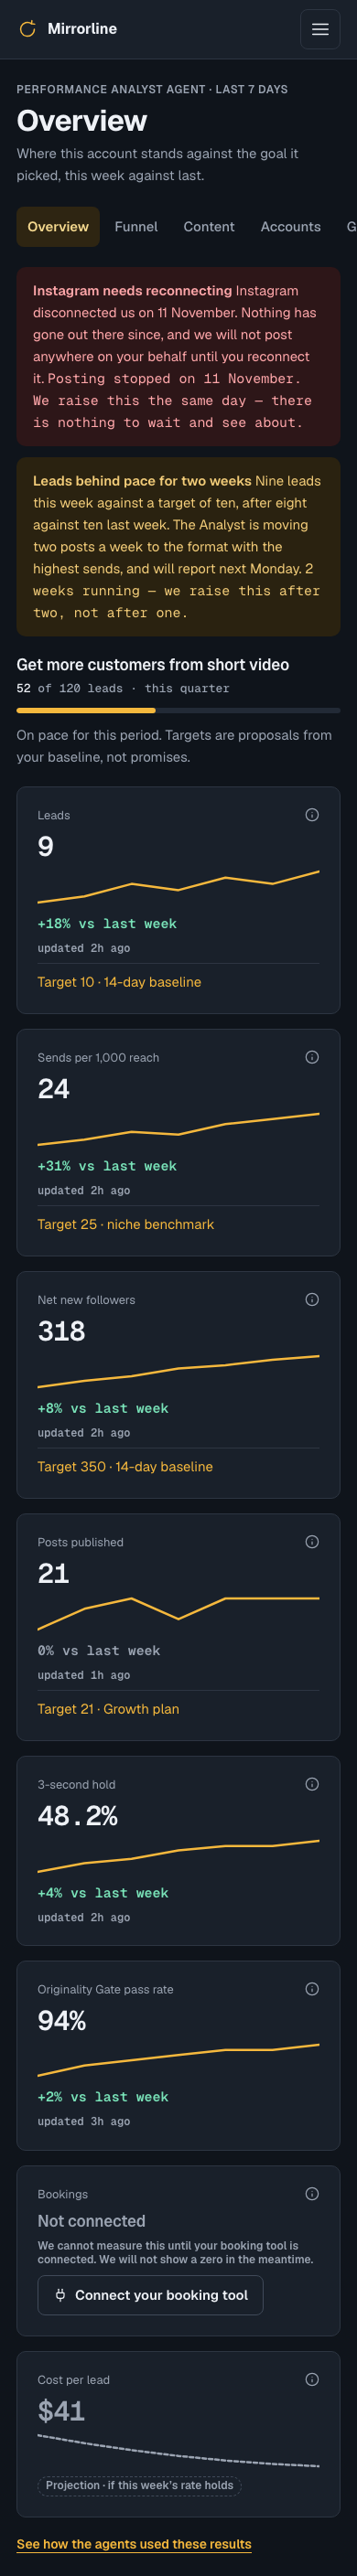 Mirrorline
PERFORMANCE ANALYST AGENT · LAST 7 DAYS
Overview
Where this account stands against the goal it
picked, this week against last.
Overview Funnel Content Accounts G
Instagram needs reconnecting Instagram
disconnected us on 11 November. Nothing has
gone out there since, and we will not post
anywhere on your behalf until you reconnect
it. Posting stopped on 11 November.
We raise this the same day — there
is nothing to wait and see about.
Leads behind pace for two weeks Nine leads
this week against a target of ten, after eight
against ten last week. The Analyst is moving
two posts a week to the format with the
highest sends, and will report next Monday. 2
weeks running — we raise this after
two, not after one.
Get more customers from short video
52 of 120 leads · this quarter
On pace for this period. Targets are proposals from
your baseline, not promises.
Leads
9
+18% vs last week
updated 2h ago
Target 10 · 14-day baseline
Sends per 1,000 reach
24
+31% vs last week
updated 2h ago
Target 25 · niche benchmark
Net new followers
318
+8% vs last week
updated 2h ago
Target 350 · 14-day baseline
Posts published
21
0% vs last week
updated 1h ago
Target 21 · Growth plan
3-second hold
48.2%
+4% vs last week
updated 2h ago
Originality Gate pass rate
94%
+2% vs last week
updated 3h ago
Bookings
Not connected
We cannot measure this until your booking tool is
connected. We will not show a zero in the meantime.
Connect your booking tool
Cost per lead
$41
Projection · if this week's rate holds
See how the agents used these results